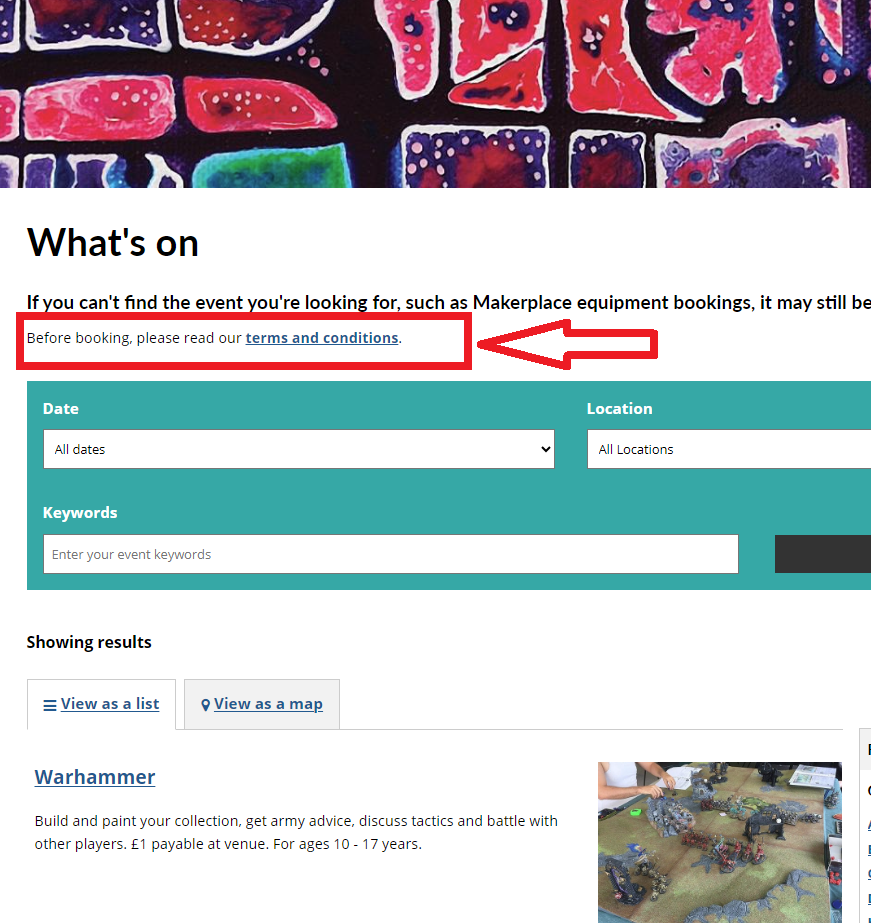 What's on
If you can't find the event you're looking for, such as Makerplace equipment bookings, it may still be
Before booking, please read our terms and conditions.
Date
Location
All dates
All Locations
Keywords
Enter your event keywords
Showing results
View as a list
View as a map
Warhammer
Build and paint your collection, get army advice, discuss tactics and battle with
other players. £1 payable at venue. For ages 10 - 17 years.